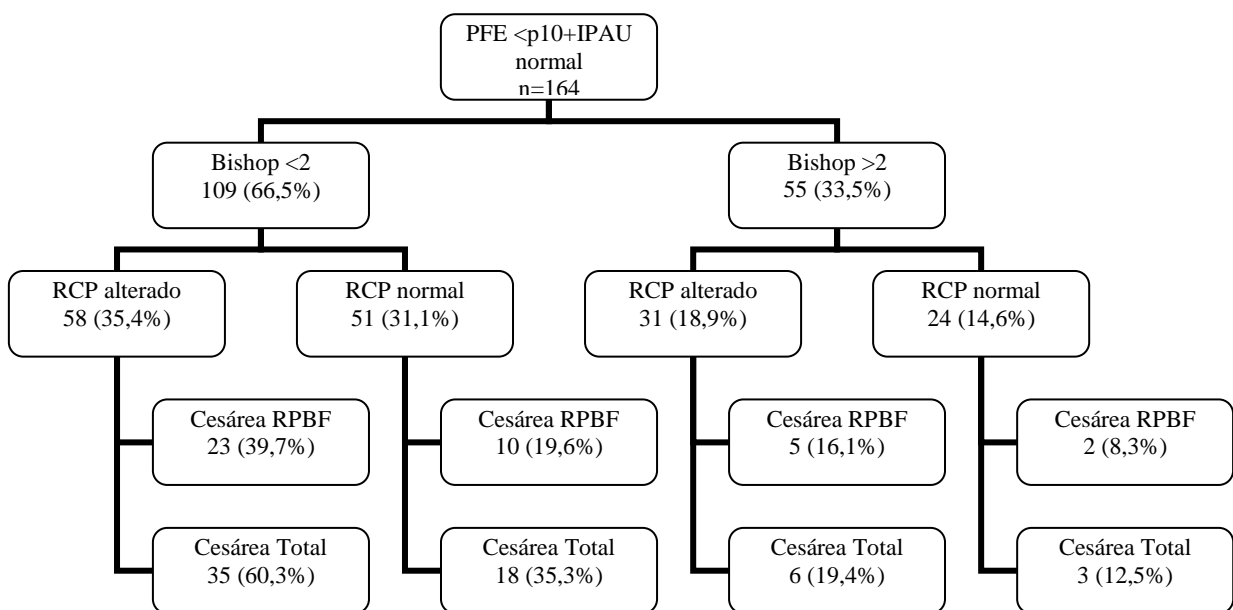 PFE <p10+IPAU
normal
n=164
Bishop <2
109 (66,5%)
Bishop >2
55 (33,5%)
RCP alterado
58 (35,4%)
RCP normal
51 (31,1%)
RCP alterado
31 (18,9%)
RCP normal
24 (14,6%)
Cesárea RPBF
23 (39,7%)
Cesárea RPBF
10 (19,6%)
Cesárea RPBF
5 (16,1%)
Cesárea RPBF
2 (8,3%)
Cesárea Total
35 (60,3%)
Cesárea Total
18 (35,3%)
Cesárea Total
6 (19,4%)
Cesárea Total
3 (12,5%)